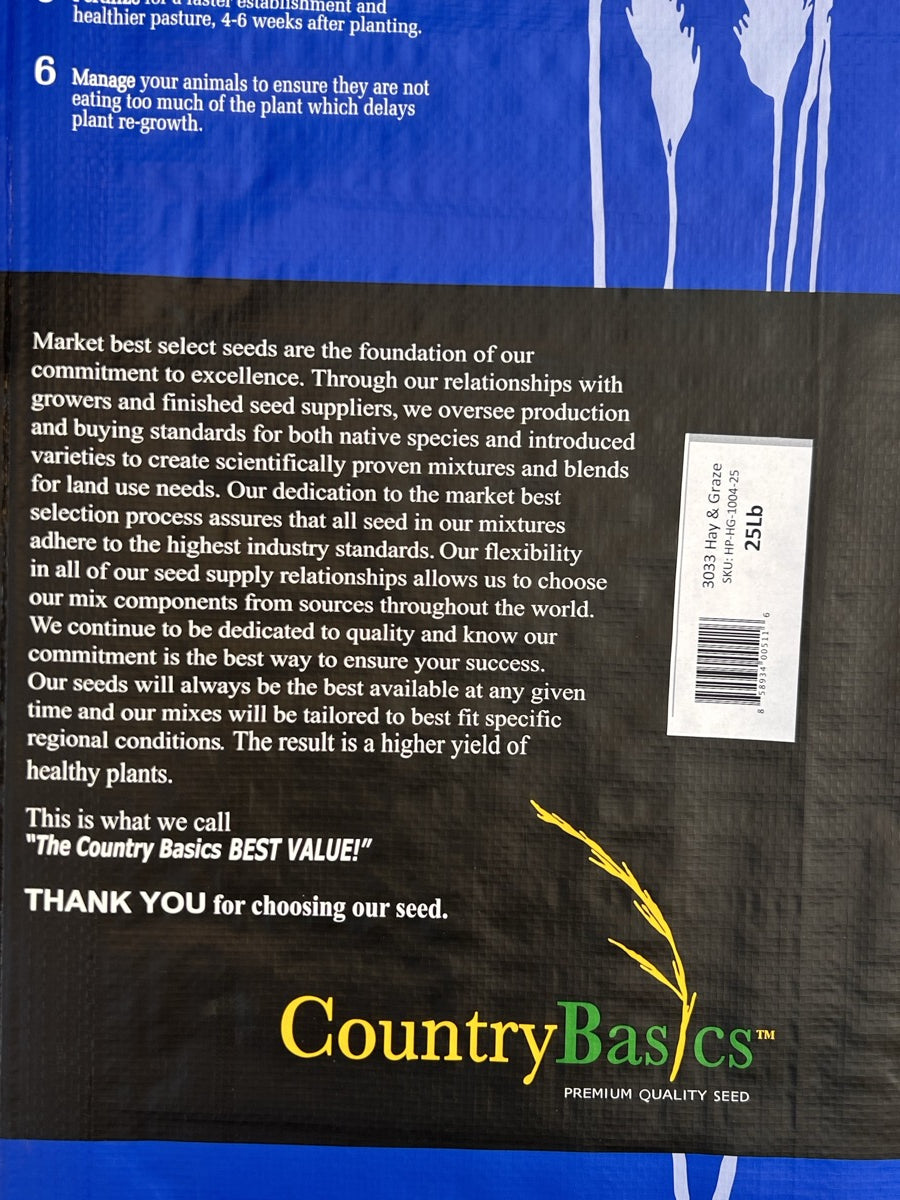 for a faster establishment and
healthier pasture, 4-6 weeks after planting.
6 Manage your animals to ensure they are not
eating too much of the plant which delays
plant re-growth.
Market best select seeds are the foundation of our
commitment to excellence. Through our relationships with
growers and finished seed suppliers, we oversee production
and buying standards for both native species and introduced
varieties to create scientifically proven mixtures and blends
for land use needs. Our dedication to the market best
selection process assures that all seed in our mixtures
adhere to the highest industry standards. Our flexibility
in all of our seed supply relationships allows us to choose
our mix components from sources throughout the world.
We continue to be dedicated to quality and know our
commitment is the best way to ensure your success.
Our seeds will always be the best available at any given
time and our mixes will be tailored to best fit specific
regional conditions. The result is a higher yield of
healthy plants.
This is what we call
"The Country Basics BEST VALUE!"
THANK YOU for choosing our seed.
3033 Hay & Graze
SKU: HP-HG-1004-25
25Lb
8 58934 00511 6
CountryBasics™
PREMIUM QUALITY SEED